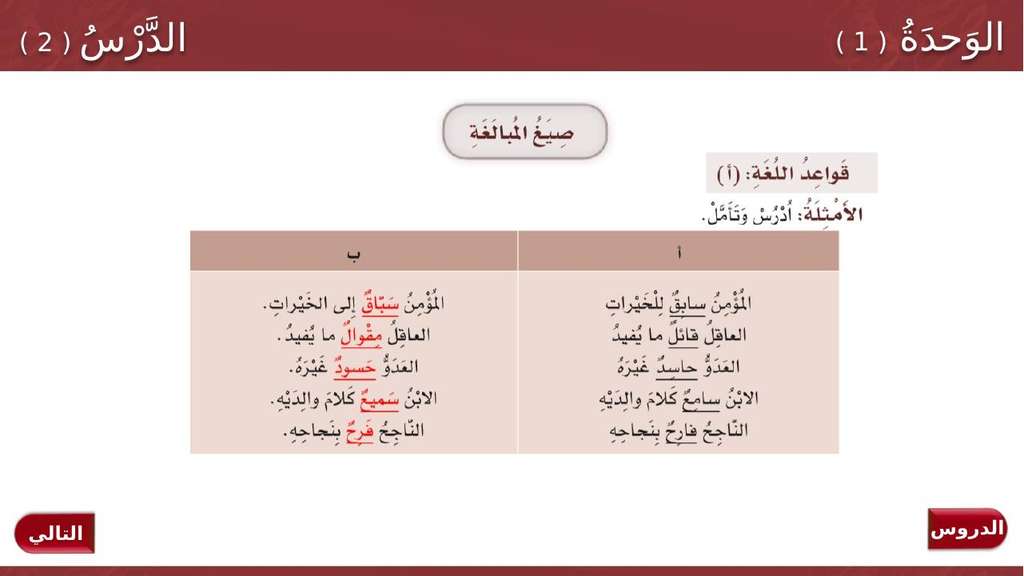 الوَحدَةُ ( 1 )
الدَّرْسُ ( 2 )
صِيَغُ المُبالَغَةِ
قَواعِدُ اللُغَةِ: (أ)
الأَمْثِلَةُ: اُدْرُسْ وَتَأَمَّلْ.
أ
ب
المُؤْمِنُ سابِقٌ لِلْخَيْراتِ
المُؤْمِنُ سَبّاقٌ إِلى الخَيْراتِ.
العاقِلُ قائلٌ ما يُفيدُ
العاقِلُ مِقْوالٌ ما يُفيدُ.
العَدَوُّ حاسِدٌ غَيْرَهُ
العَدَوُّ حَسودٌ غَيْرَهُ.
الابْنُ سامِعٌ كَلامَ والِدَيْهِ
الابْنُ سَميعٌ كَلامَ والِدَيْهِ.
النّاجِحُ فارِحٌ بِنَجاحِهِ
النّاجِحُ فَرِحٌ بِنَجاحِهِ.
الدروس
التالي